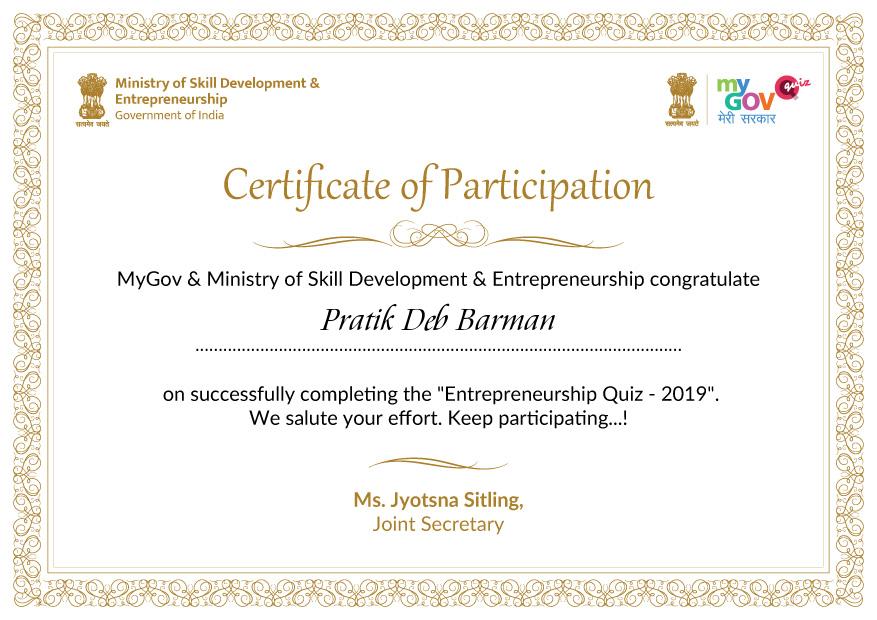 Ministry of Skill Development &
Entrepreneurship
Government of India
सत्यमेव जयते
सत्यमेव जयते
my
GOV
quiz
मेरी सरकार
Certificate of Participation
MyGov & Ministry of Skill Development & Entrepreneurship congratulate
Pratik Deb Barman
on successfully completing the "Entrepreneurship Quiz - 2019".
We salute your effort. Keep participating...!
Ms. Jyotsna Sitling,
Joint Secretary